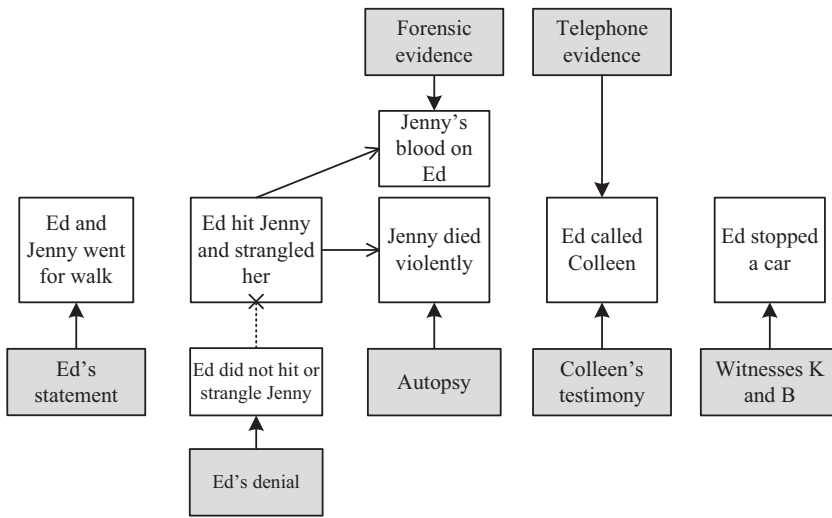 Forensic
evidence
Telephone
evidence
Jenny’s
blood on
Ed
Ed and
Jenny went
for walk
Ed hit Jenny
and strangled
her
Jenny died
violently
Ed called
Colleen
Ed stopped
a car
Ed’s
statement
Ed did not hit or
strangle Jenny
Autopsy
Colleen’s
testimony
Witnesses K
and B
Ed’s denial